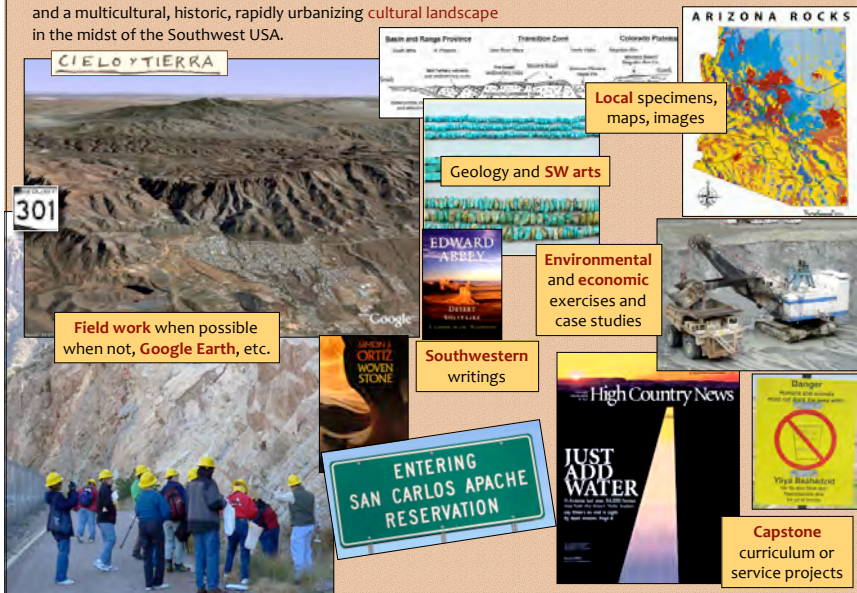 and a multicultural, historic, rapidly urbanizing cultural landscape
in the midst of the Southwest USA.
CIELO Y TIERRA
Basin and Range Province
Transition Zone
Colorado Plateau
ARIZONA ROCKS
Local specimens,
maps, images
Geology and SW arts
301
EDWARD
ABBEY
DESERT
SOLITAIRE
Environmental
and economic
exercises and
case studies
Google
Field work when possible
when not, Google Earth, etc.
SIMON J.
ORTIZ
WOVEN
STONE
Southwestern
writings
High Country News
JUST
ADD
WATER
Danger
Yiiya Baahadzid
ENTERING
SAN CARLOS APACHE
RESERVATION
Capstone
curriculum or
service projects